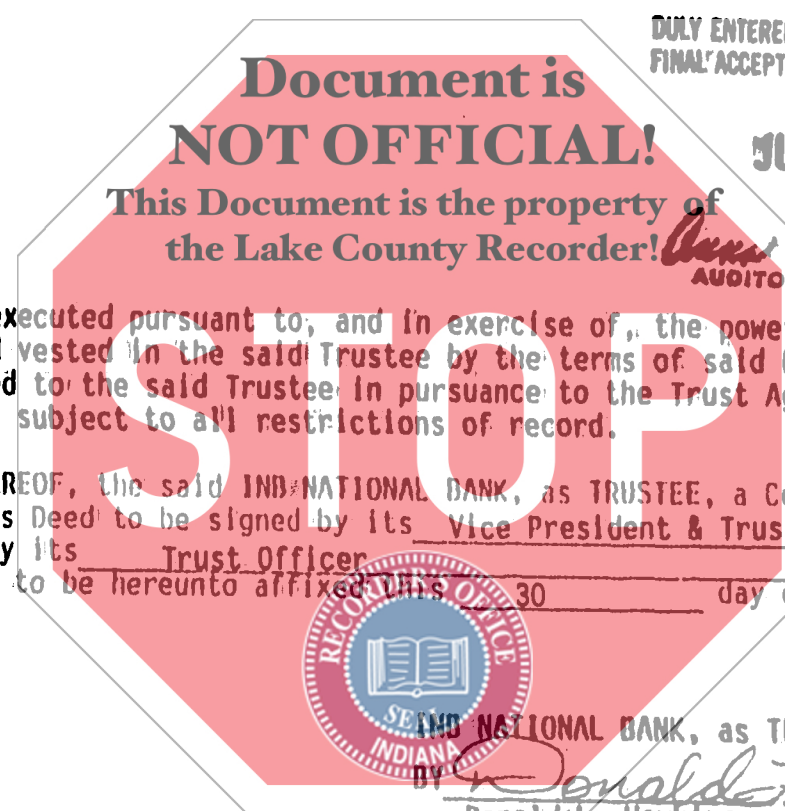 DULY ENTERE
FINAL ACCEPT
Document is
NOT OFFICIAL!
JU
This Document is the property of
the Lake County Recorder!
AUDITO
STOP
xecuted pursuant to, and in exercise of, the powe
vested in the said Trustee by the terms of said
d to the said Trustee in pursuance to the Trust A
subject to all restrictions of record.
REOF, the said INB NATIONAL BANK, as TRUSTEE, a C
s Deed to be signed by its Vice President & Trus
y its Trust Officer
to be hereunto affixed this 30 day
RECORDER'S OFFICE
SEAL
INDIANA
IND NATIONAL BANK, as T
BY Donald